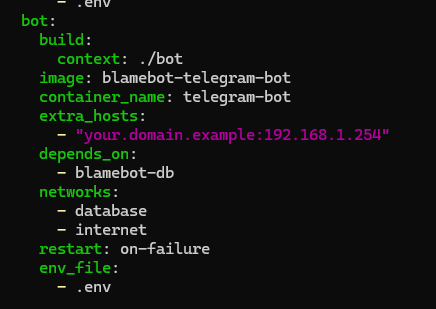 - .env
bot:
build:
context: ./bot
image: blamebot-telegram-bot
container_name: telegram-bot
extra_hosts:
- "your.domain.example:192.168.1.254"
depends_on:
- blamebot-db
networks:
- database
- internet
restart: on-failure
env_file:
- .env